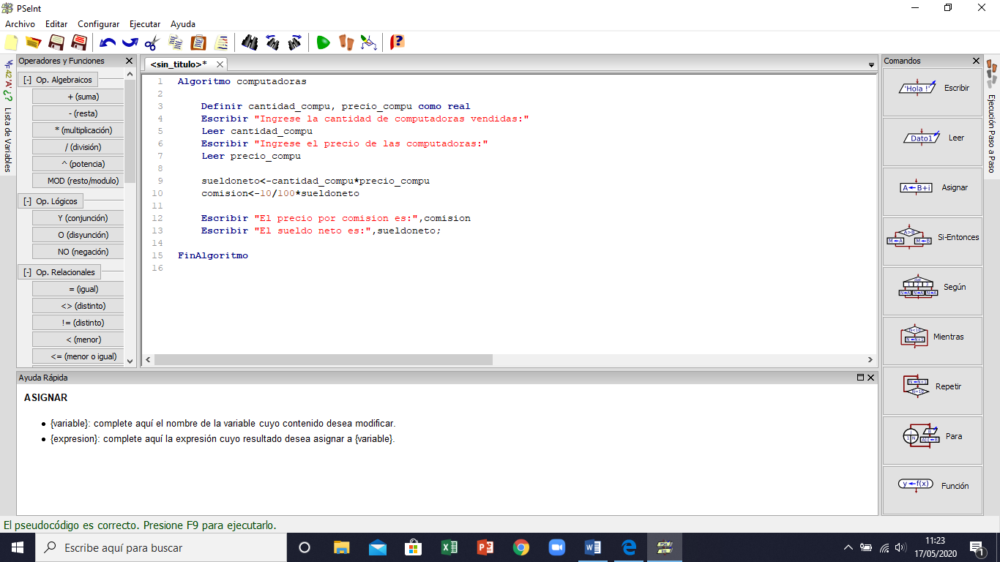 PSeInt
Archivo Editar Configurar Ejecutar Ayuda
Operadores y Funciones
<sin_titulo>*
Comandos
42 'A' ¿? Lista de Variables
[-] Op. Algebraicos
+ (suma)
- (resta)
* (multiplicación)
/ (división)
^ (potencia)
MOD (resto/modulo)
[-] Op. Lógicos
Y (conjunción)
O (disyunción)
NO (negación)
[-] Op. Relacionales
= (igual)
<> (distinto)
!= (distinto)
< (menor)
<= (menor o igual)
1 Algoritmo computadoras
2
3 Definir cantidad_compu, precio_compu como real
4 Escribir "Ingrese la cantidad de computadoras vendidas:"
5 Leer cantidad_compu
6 Escribir "Ingrese el precio de las computadoras:"
7 Leer precio_compu
8
9 sueldoneto<-cantidad_compu*precio_compu
10 comision<-10/100*sueldoneto
11
12 Escribir "El precio por comision es:",comision
13 Escribir "El sueldo neto es:",sueldoneto;
14
15 FinAlgoritmo
16
'Hola !' Escribir
Dato1 Leer
A←B+i Asignar
A>B M←A M←B Si-Entonces
Según
Mientras
Repetir
Para
y←f(x) Función
Ejecución Paso a Paso
Ayuda Rápida
ASIGNAR
• {variable}: complete aquí el nombre de la variable cuyo contenido desea modificar.
• {expresion}: complete aquí la expresión cuyo resultado desea asignar a {variable}.
El pseudocódigo es correcto. Presione F9 para ejecutarlo.
Escribe aquí para buscar
11:23
17/05/2020
1